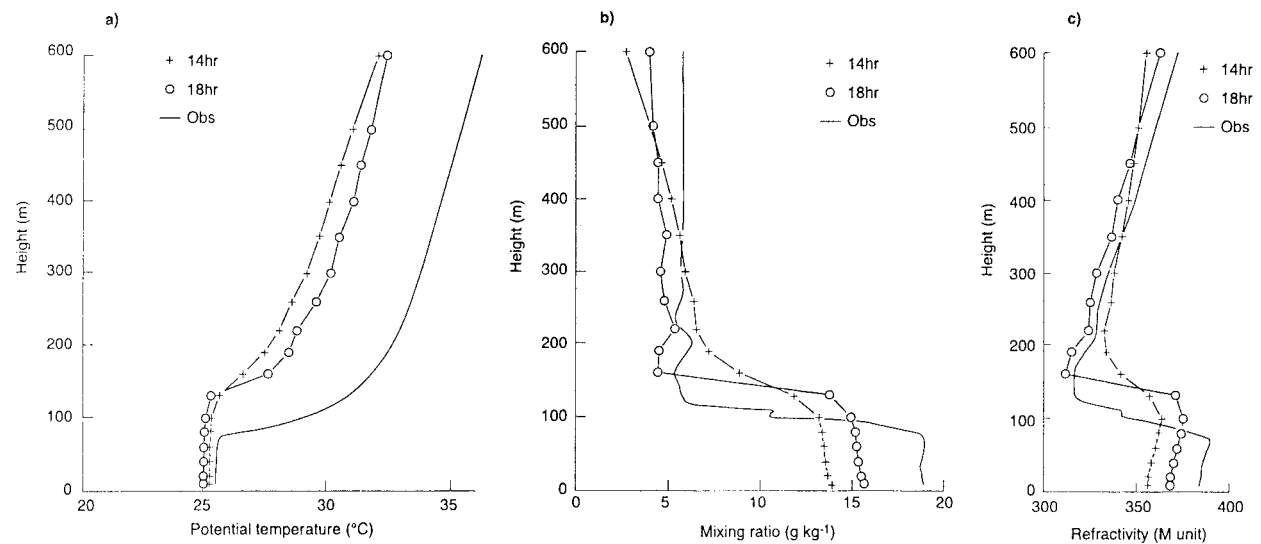 a)
600
500
400
300
200
100
0
Height (m)
+ 14hr
o 18hr
— Obs
20
25
30
35
Potential temperature (°C)
b)
600
500
400
300
200
100
0
Height (m)
+ 14hr
o 18hr
— Obs
0
5
10
15
20
Mixing ratio (g kg⁻¹)
c)
600
500
400
300
200
100
0
Height (m)
+ 14hr
o 18hr
— Obs
300
350
400
Refractivity (M unit)